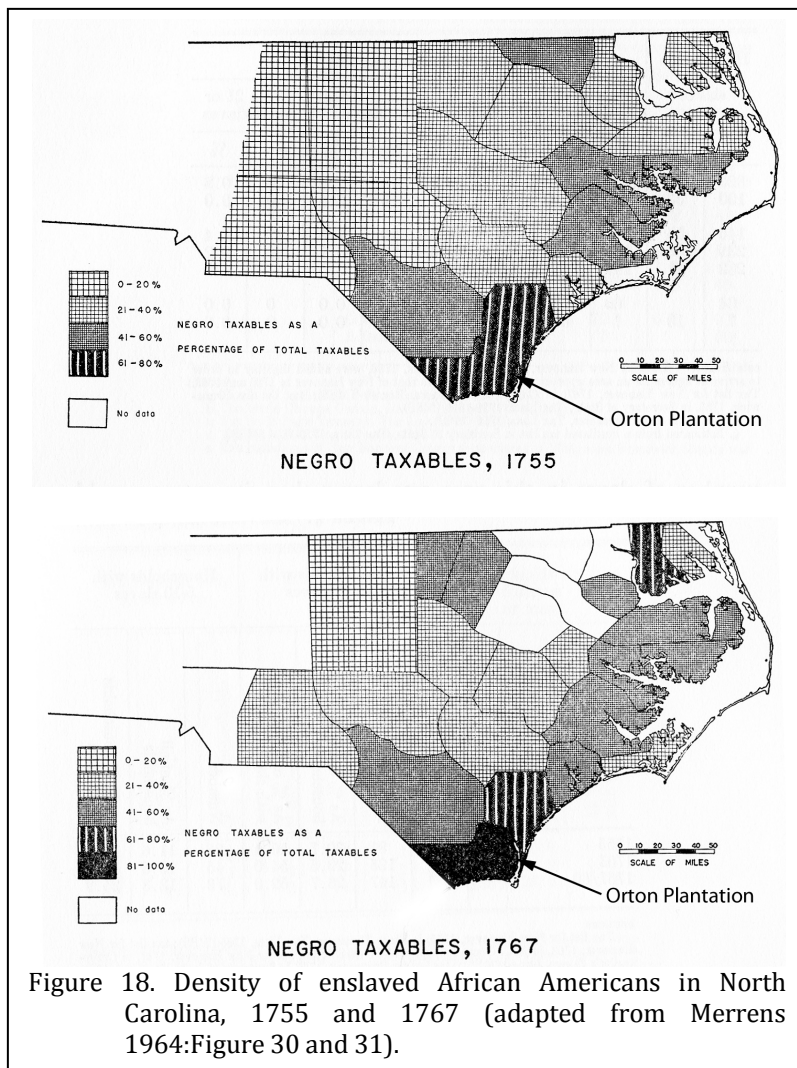 0-20%
21-40%
41-60%
61-80%
NEGRO TAXABLES AS A
PERCENTAGE OF TOTAL TAXABLES
No data
0 10 20 30 40 50
SCALE OF MILES
Orton Plantation
NEGRO TAXABLES, 1755
0-20%
21-40%
41-60%
61-80%
81-100%
NEGRO TAXABLES AS A
PERCENTAGE OF TOTAL TAXABLES
No data
0 10 20 30 40 50
SCALE OF MILES
Orton Plantation
NEGRO TAXABLES, 1767
Figure 18. Density of enslaved African Americans in North
Carolina, 1755 and 1767 (adapted from Merrens
1964:Figure 30 and 31).